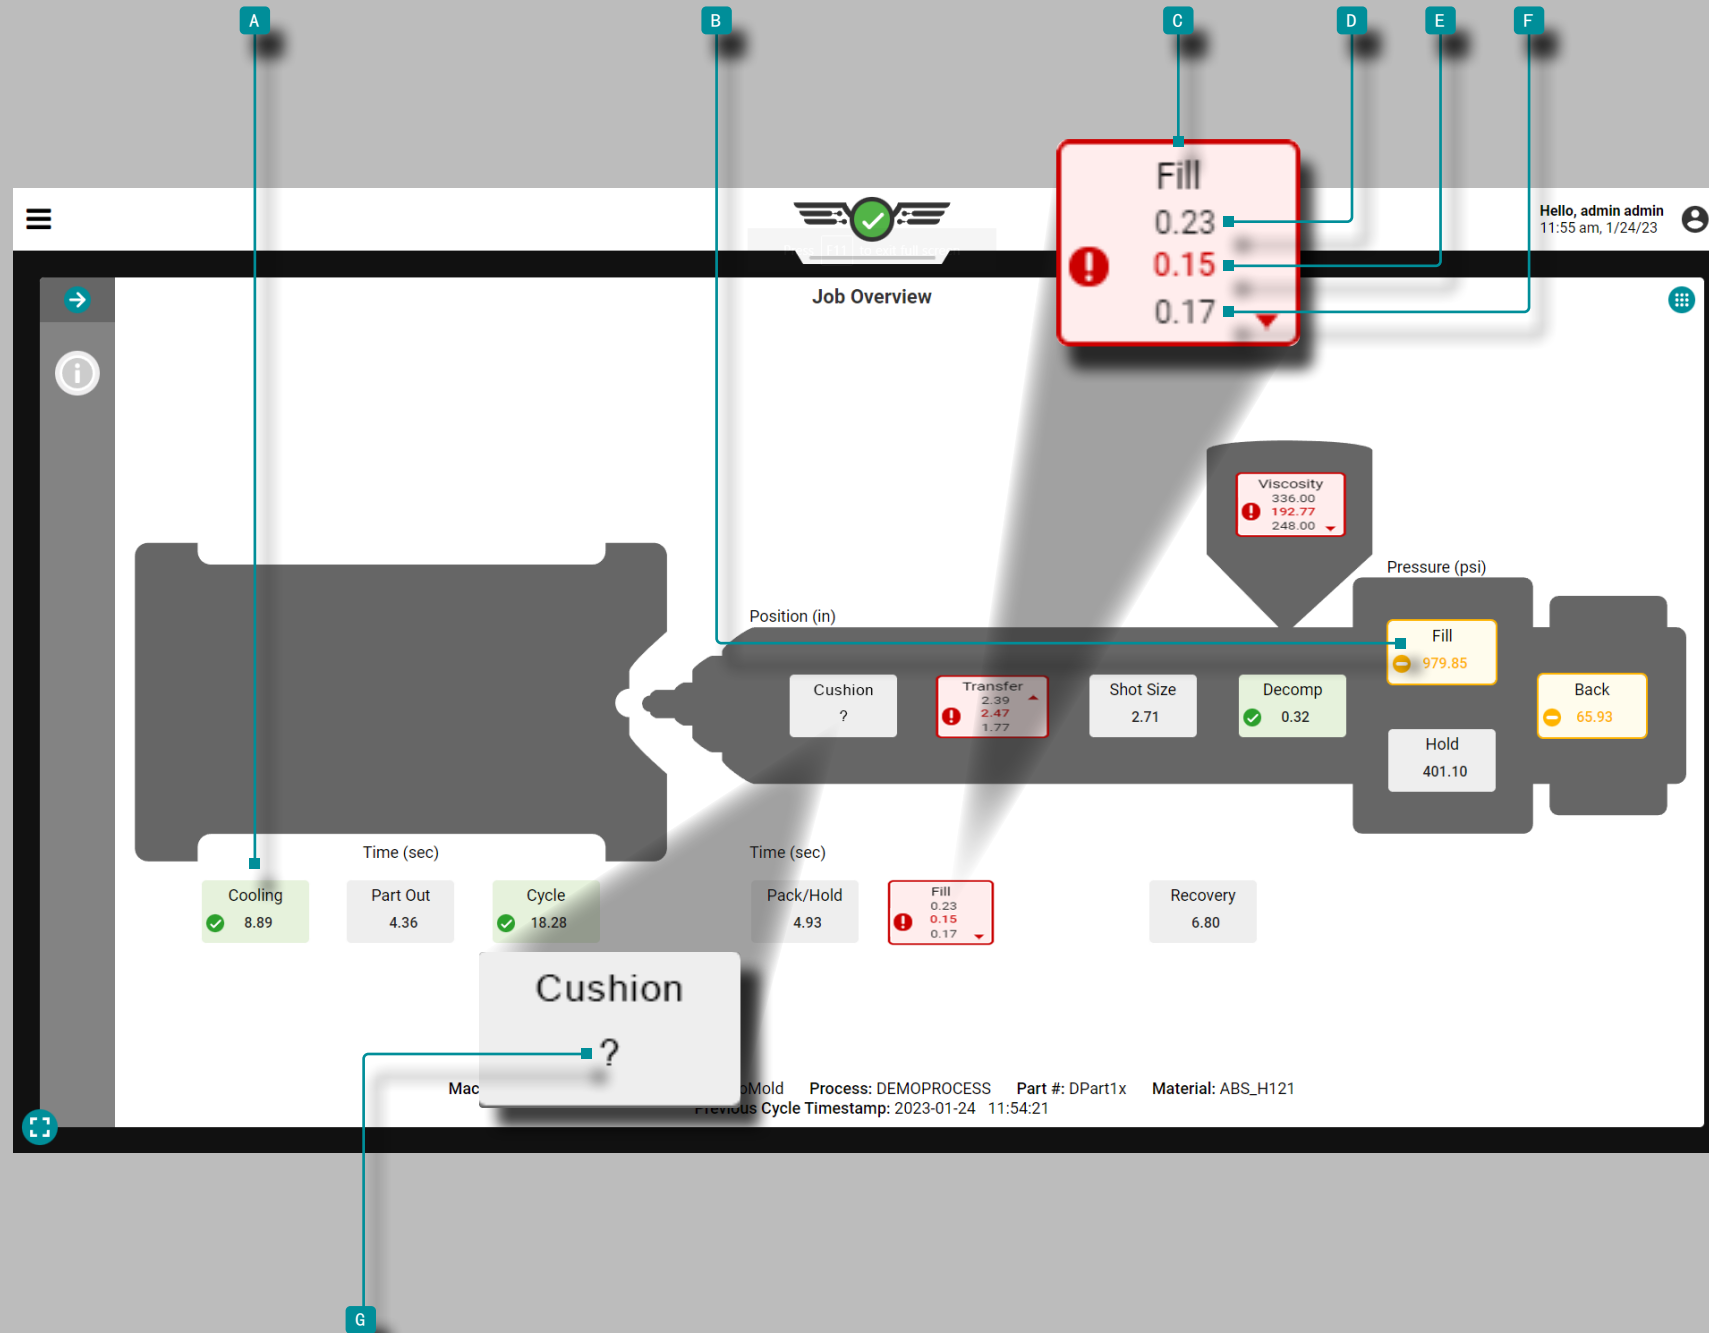 A
B
C
D
E
F
Fill
0.23
0.15
0.17
Hello, admin admin
11:55 am, 1/24/23
Job Overview
Viscosity
336.00
192.77
248.00
Pressure (psi)
Position (in)
Fill
979.85
Cushion
?
Transfer
2.39
2.47
1.77
Shot Size
2.71
Decomp
0.32
Back
65.93
Hold
401.10
Time (sec)
Time (sec)
Cooling
8.89
Part Out
4.36
Cycle
18.28
Pack/Hold
4.93
Fill
0.23
0.15
0.17
Recovery
6.80
Cushion
?
Mac
oMold Process: DEMOPROCESS Part #: DPart1x Material: ABS_H121
Previous Cycle Timestamp: 2023-01-24 11:54:21
G